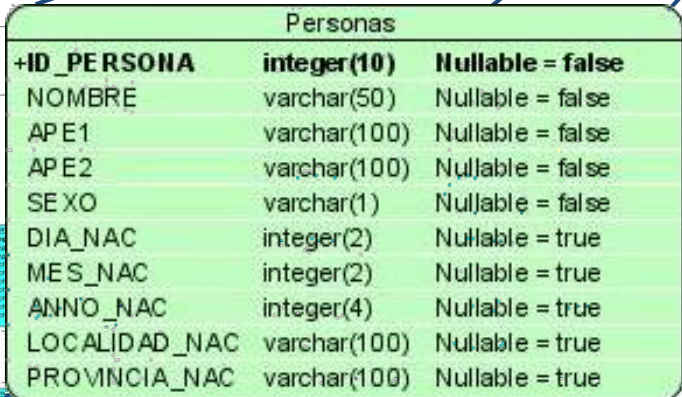 Personas
+ID_PERSONA integer(10) Nullable = false
NOMBRE varchar(50) Nullable = false
APE1 varchar(100) Nullable = false
APE2 varchar(100) Nullable = false
SEXO varchar(1) Nullable = false
DIA_NAC integer(2) Nullable = true
MES_NAC integer(2) Nullable = true
ANNO_NAC integer(4) Nullable = true
LOCALIDAD_NAC varchar(100) Nullable = true
PROVINCIA_NAC varchar(100) Nullable = true